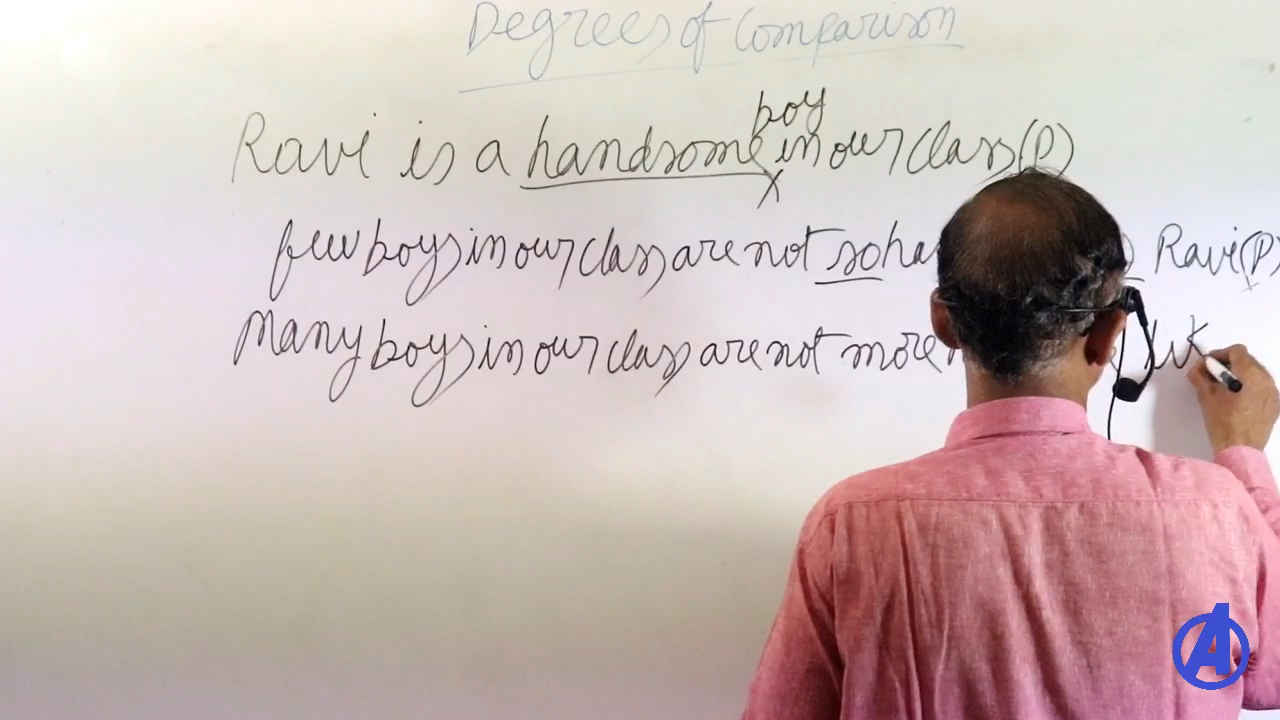 Degrees of Comparison
boy
Ravi is a handsome in our class (P)
few boys in our class are not so ha Ravi (P)
Many boys in our class are not more